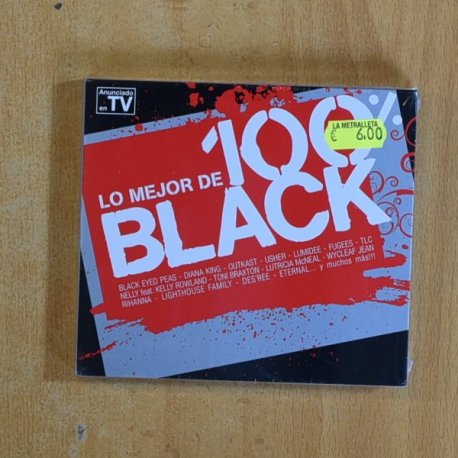 Anunciado
en TV
LA METRALLETA
€ 6,00
LO MEJOR DE 100%
BLACK
BLACK EYED PEAS - DIANA KING - OUTKAST - USHER - LUMIDEE - FUGEES - TLC
NELLY feat. KELLY ROWLAND - TONI BRAXTON - LUTRICIA McNEAL - WYCLEAF JEAN
RIHANNA - LIGHTHOUSE FAMILY - DES'REE - ETERNAL... y muchos más!!!